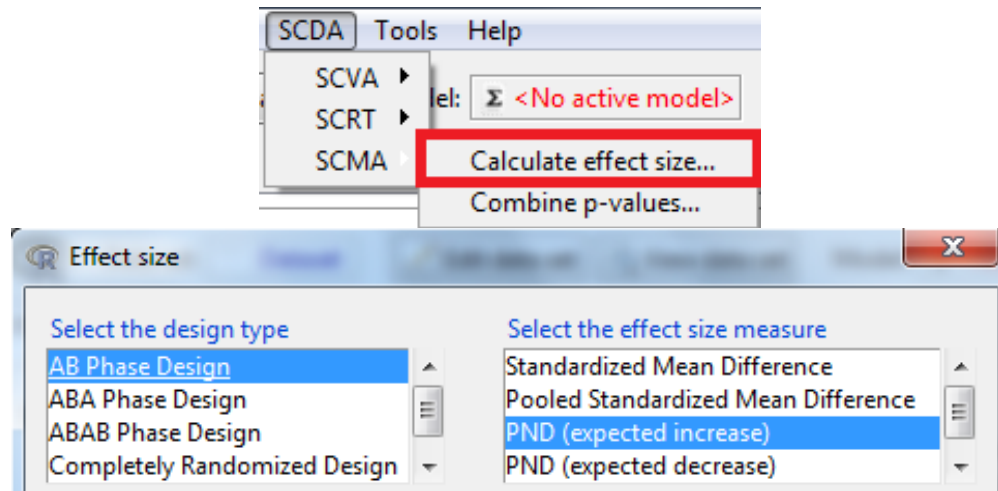 SCDA Tools Help
SCVA
lel: Σ <No active model>
SCRT
SCMA Calculate effect size...
Combine p-values...
Effect size
Select the design type Select the effect size measure
AB Phase Design Standardized Mean Difference
ABA Phase Design Pooled Standardized Mean Difference
ABAB Phase Design PND (expected increase)
Completely Randomized Design PND (expected decrease)